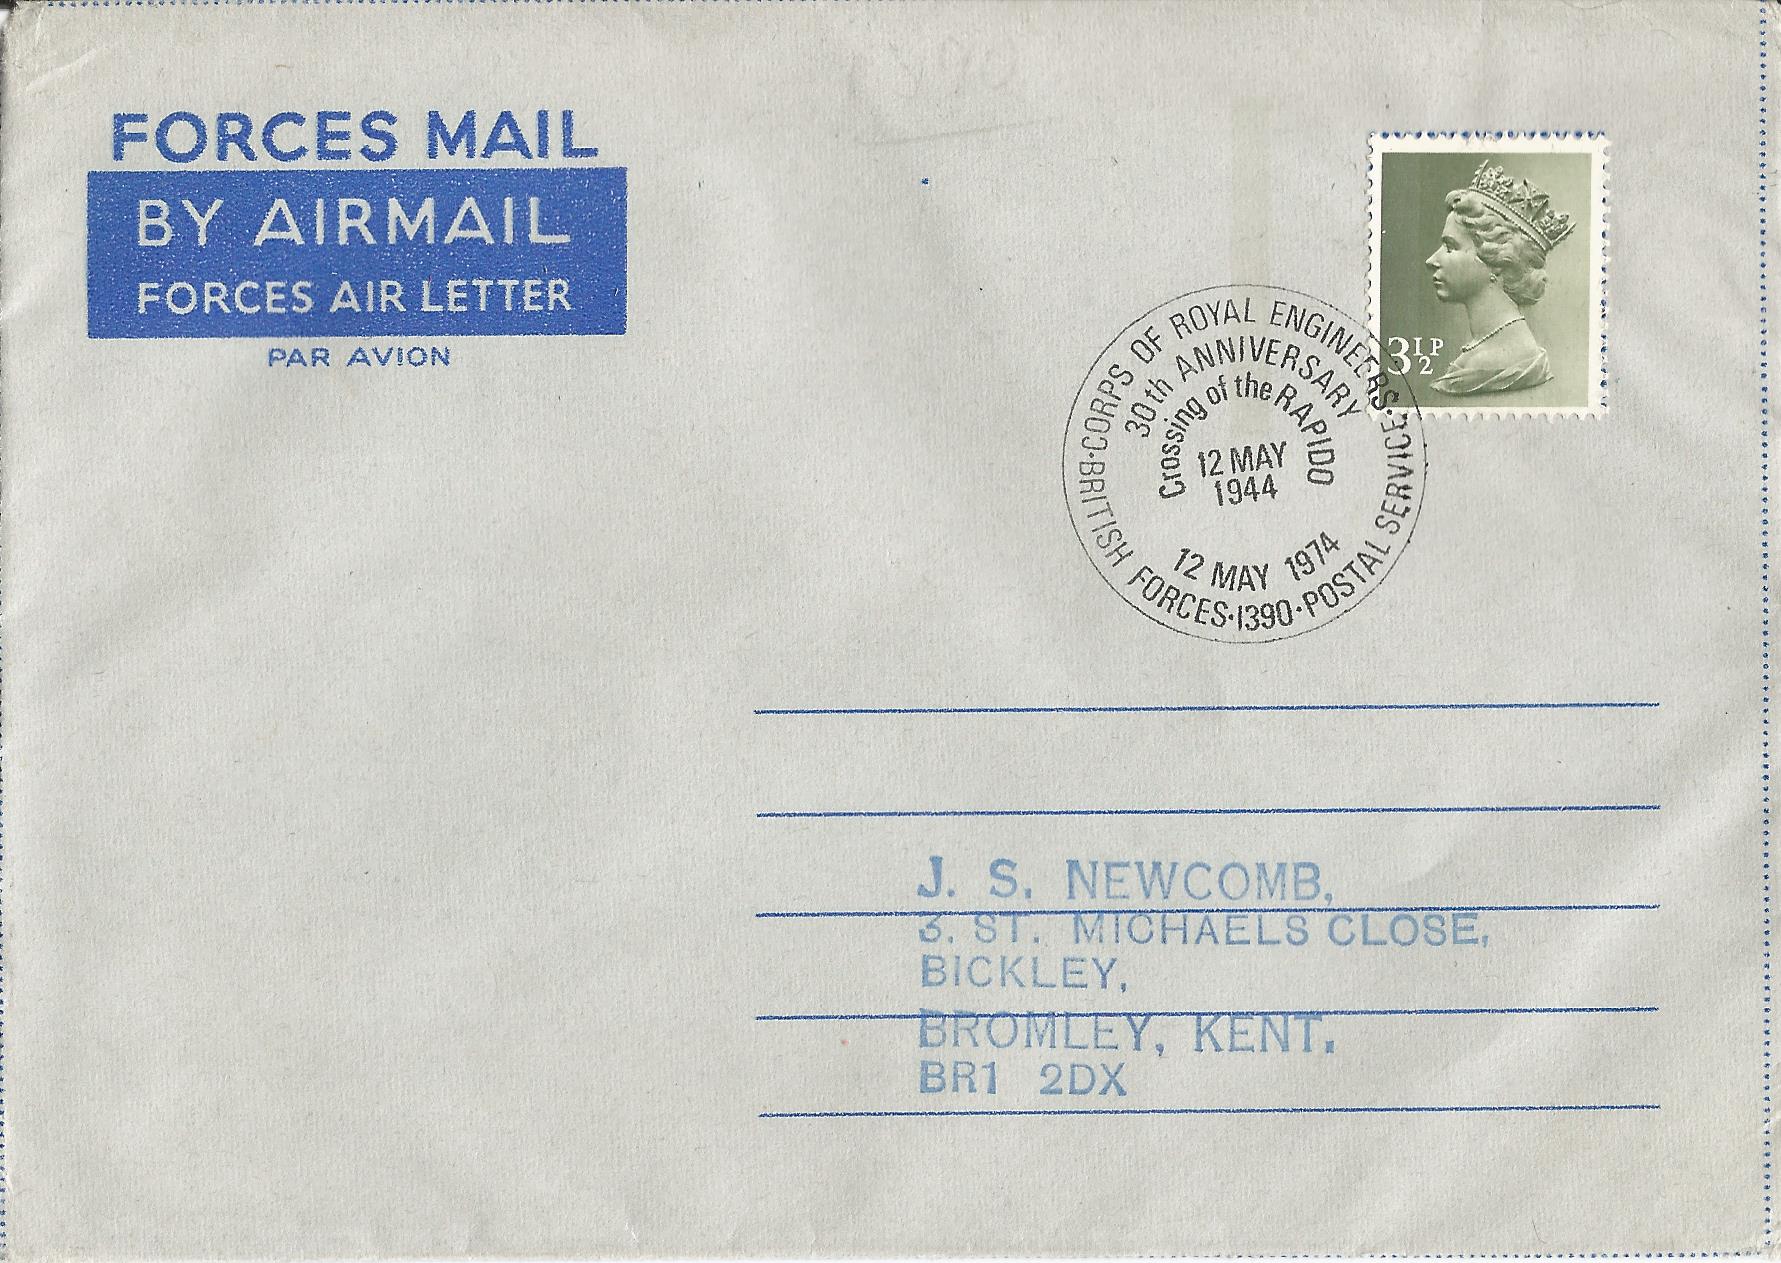 FORCES MAIL
BY AIRMAIL
FORCES AIR LETTER
PAR AVION
3½P
·CORPS OF ROYAL ENGINEERS·
POSTAL SERVICES
BRITISH FORCES·1390·
30th ANNIVERSARY
Crossing of the RAPIDO
12 MAY
1944
12 MAY 1974
J. S. NEWCOMB,
3. ST. MICHAELS CLOSE,
BICKLEY,
BROMLEY, KENT.
BR1 2DX